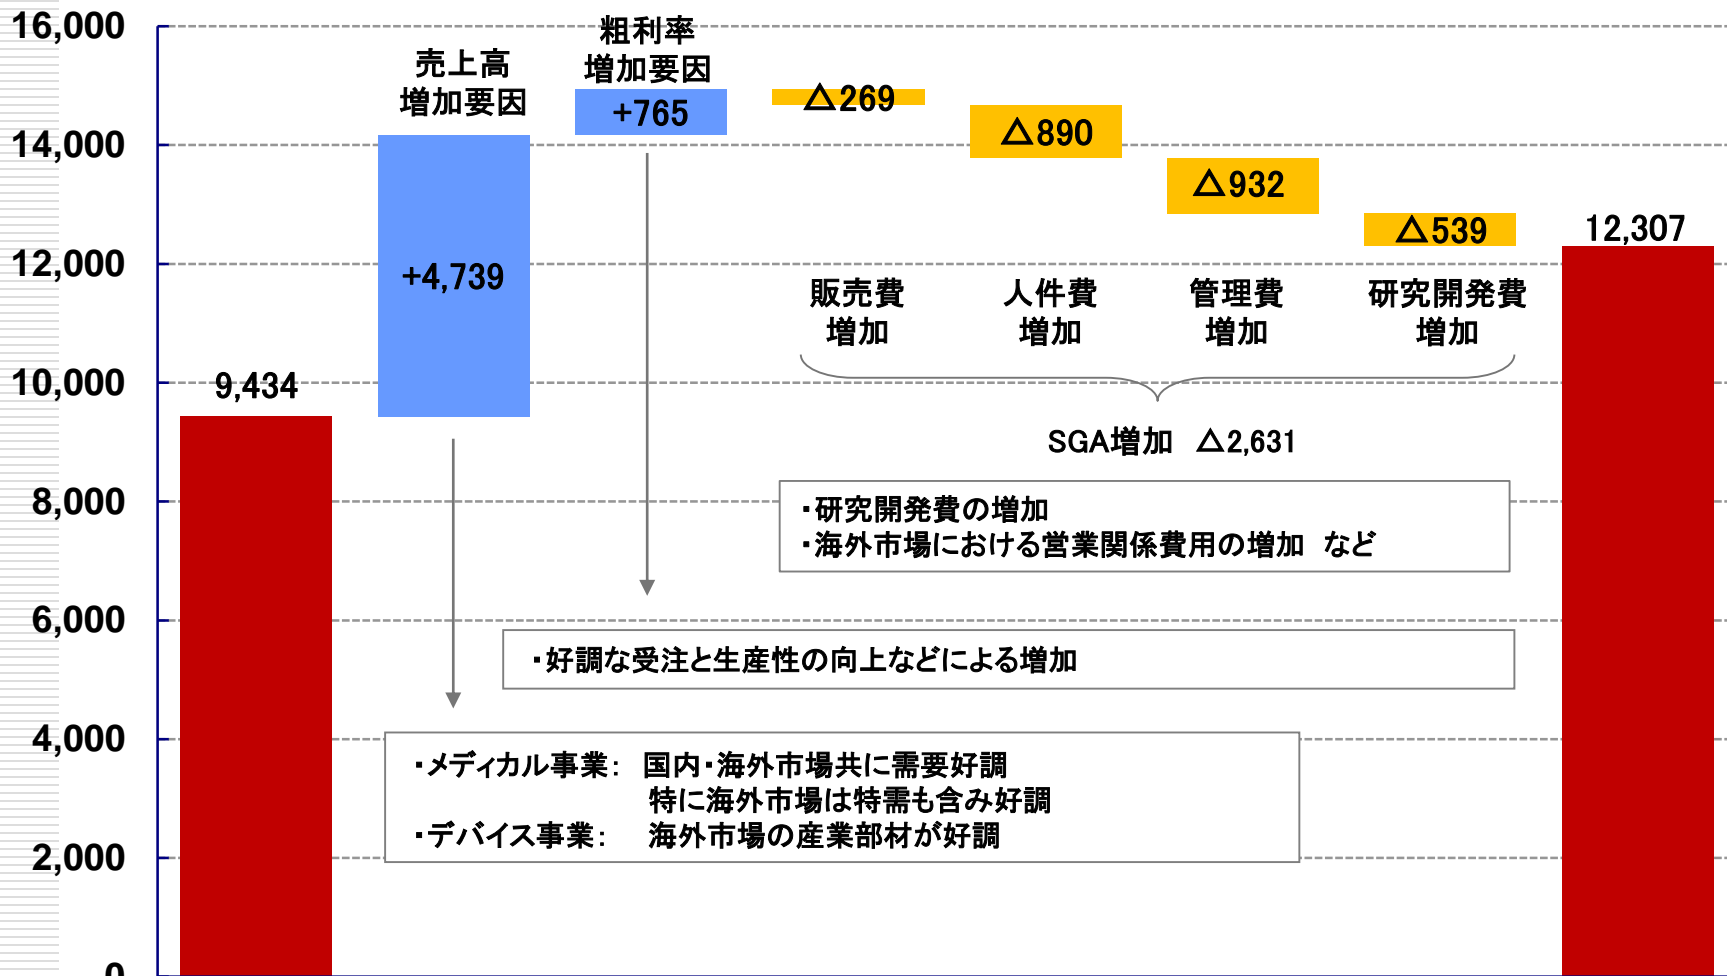 16,000
14,000
12,000
10,000
8,000
6,000
4,000
2,000
0
9,434
売上高
増加要因
+4,739
粗利率
増加要因
+765
△269
△890
△932
△539
12,307
販売費
増加
人件費
増加
管理費
増加
研究開発費
増加
SGA増加　△2,631
・研究開発費の増加
・海外市場における営業関係費用の増加　など
・好調な受注と生産性の向上などによる増加
・メディカル事業：　国内・海外市場共に需要好調
特に海外市場は特需も含み好調
・デバイス事業：　海外市場の産業部材が好調